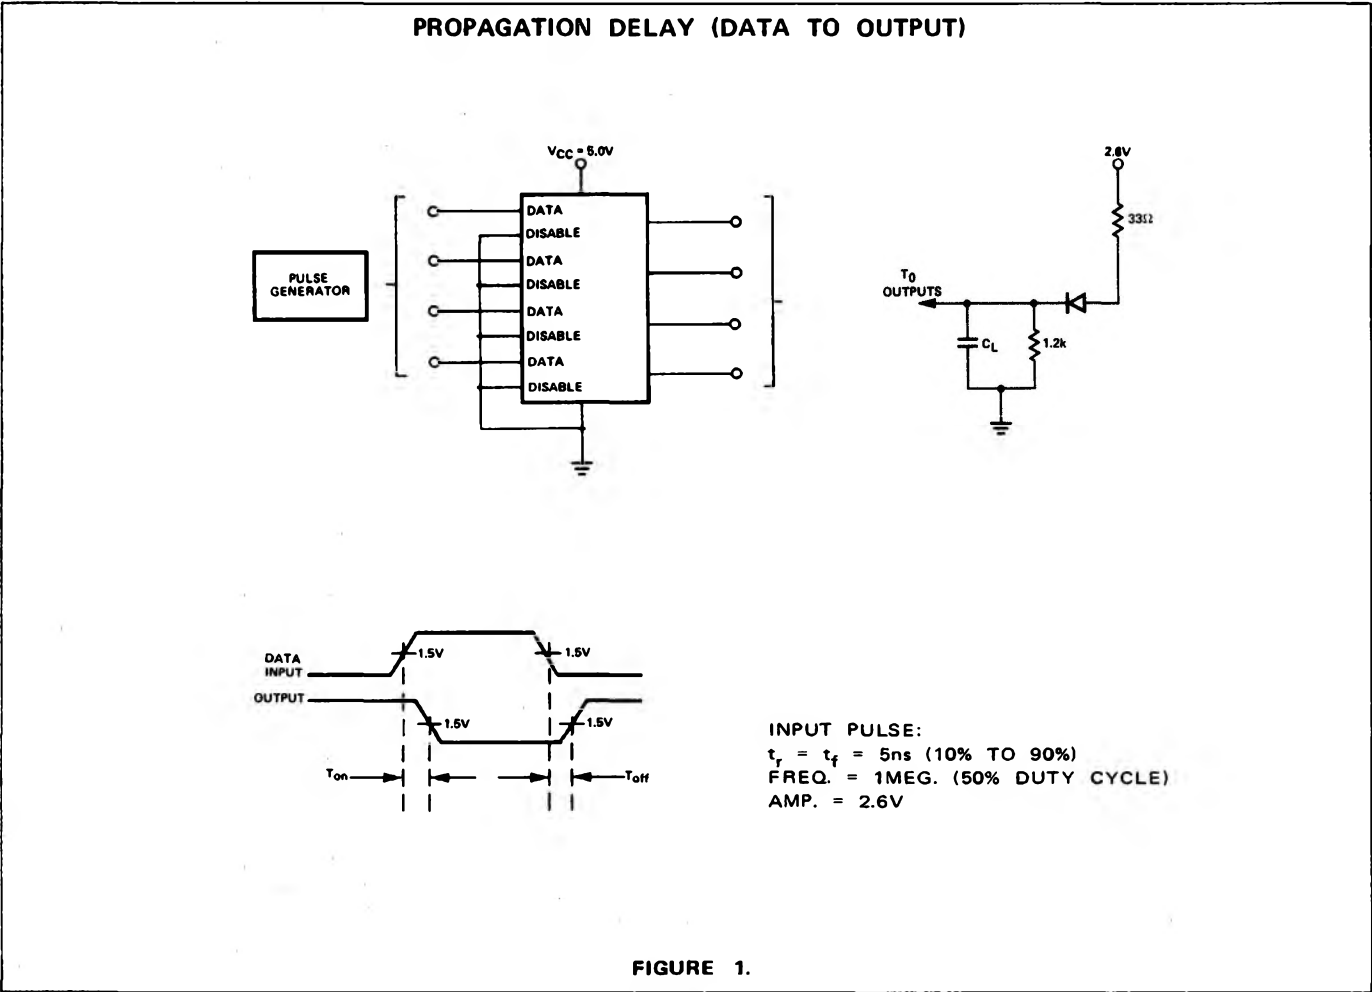 PROPAGATION DELAY (DATA TO OUTPUT)
VCC = 5.0V
DATA
DISABLE
DATA
DISABLE
DATA
DISABLE
DATA
DISABLE
PULSE
GENERATOR
2.6V
33Ω
T0
OUTPUTS
CL
1.2k
DATA
INPUT
1.5V
1.5V
OUTPUT
1.5V
1.5V
Ton
Toff
INPUT PULSE:
tr = tf = 5ns (10% TO 90%)
FREQ. = 1MEG. (50% DUTY CYCLE)
AMP. = 2.6V
FIGURE 1.